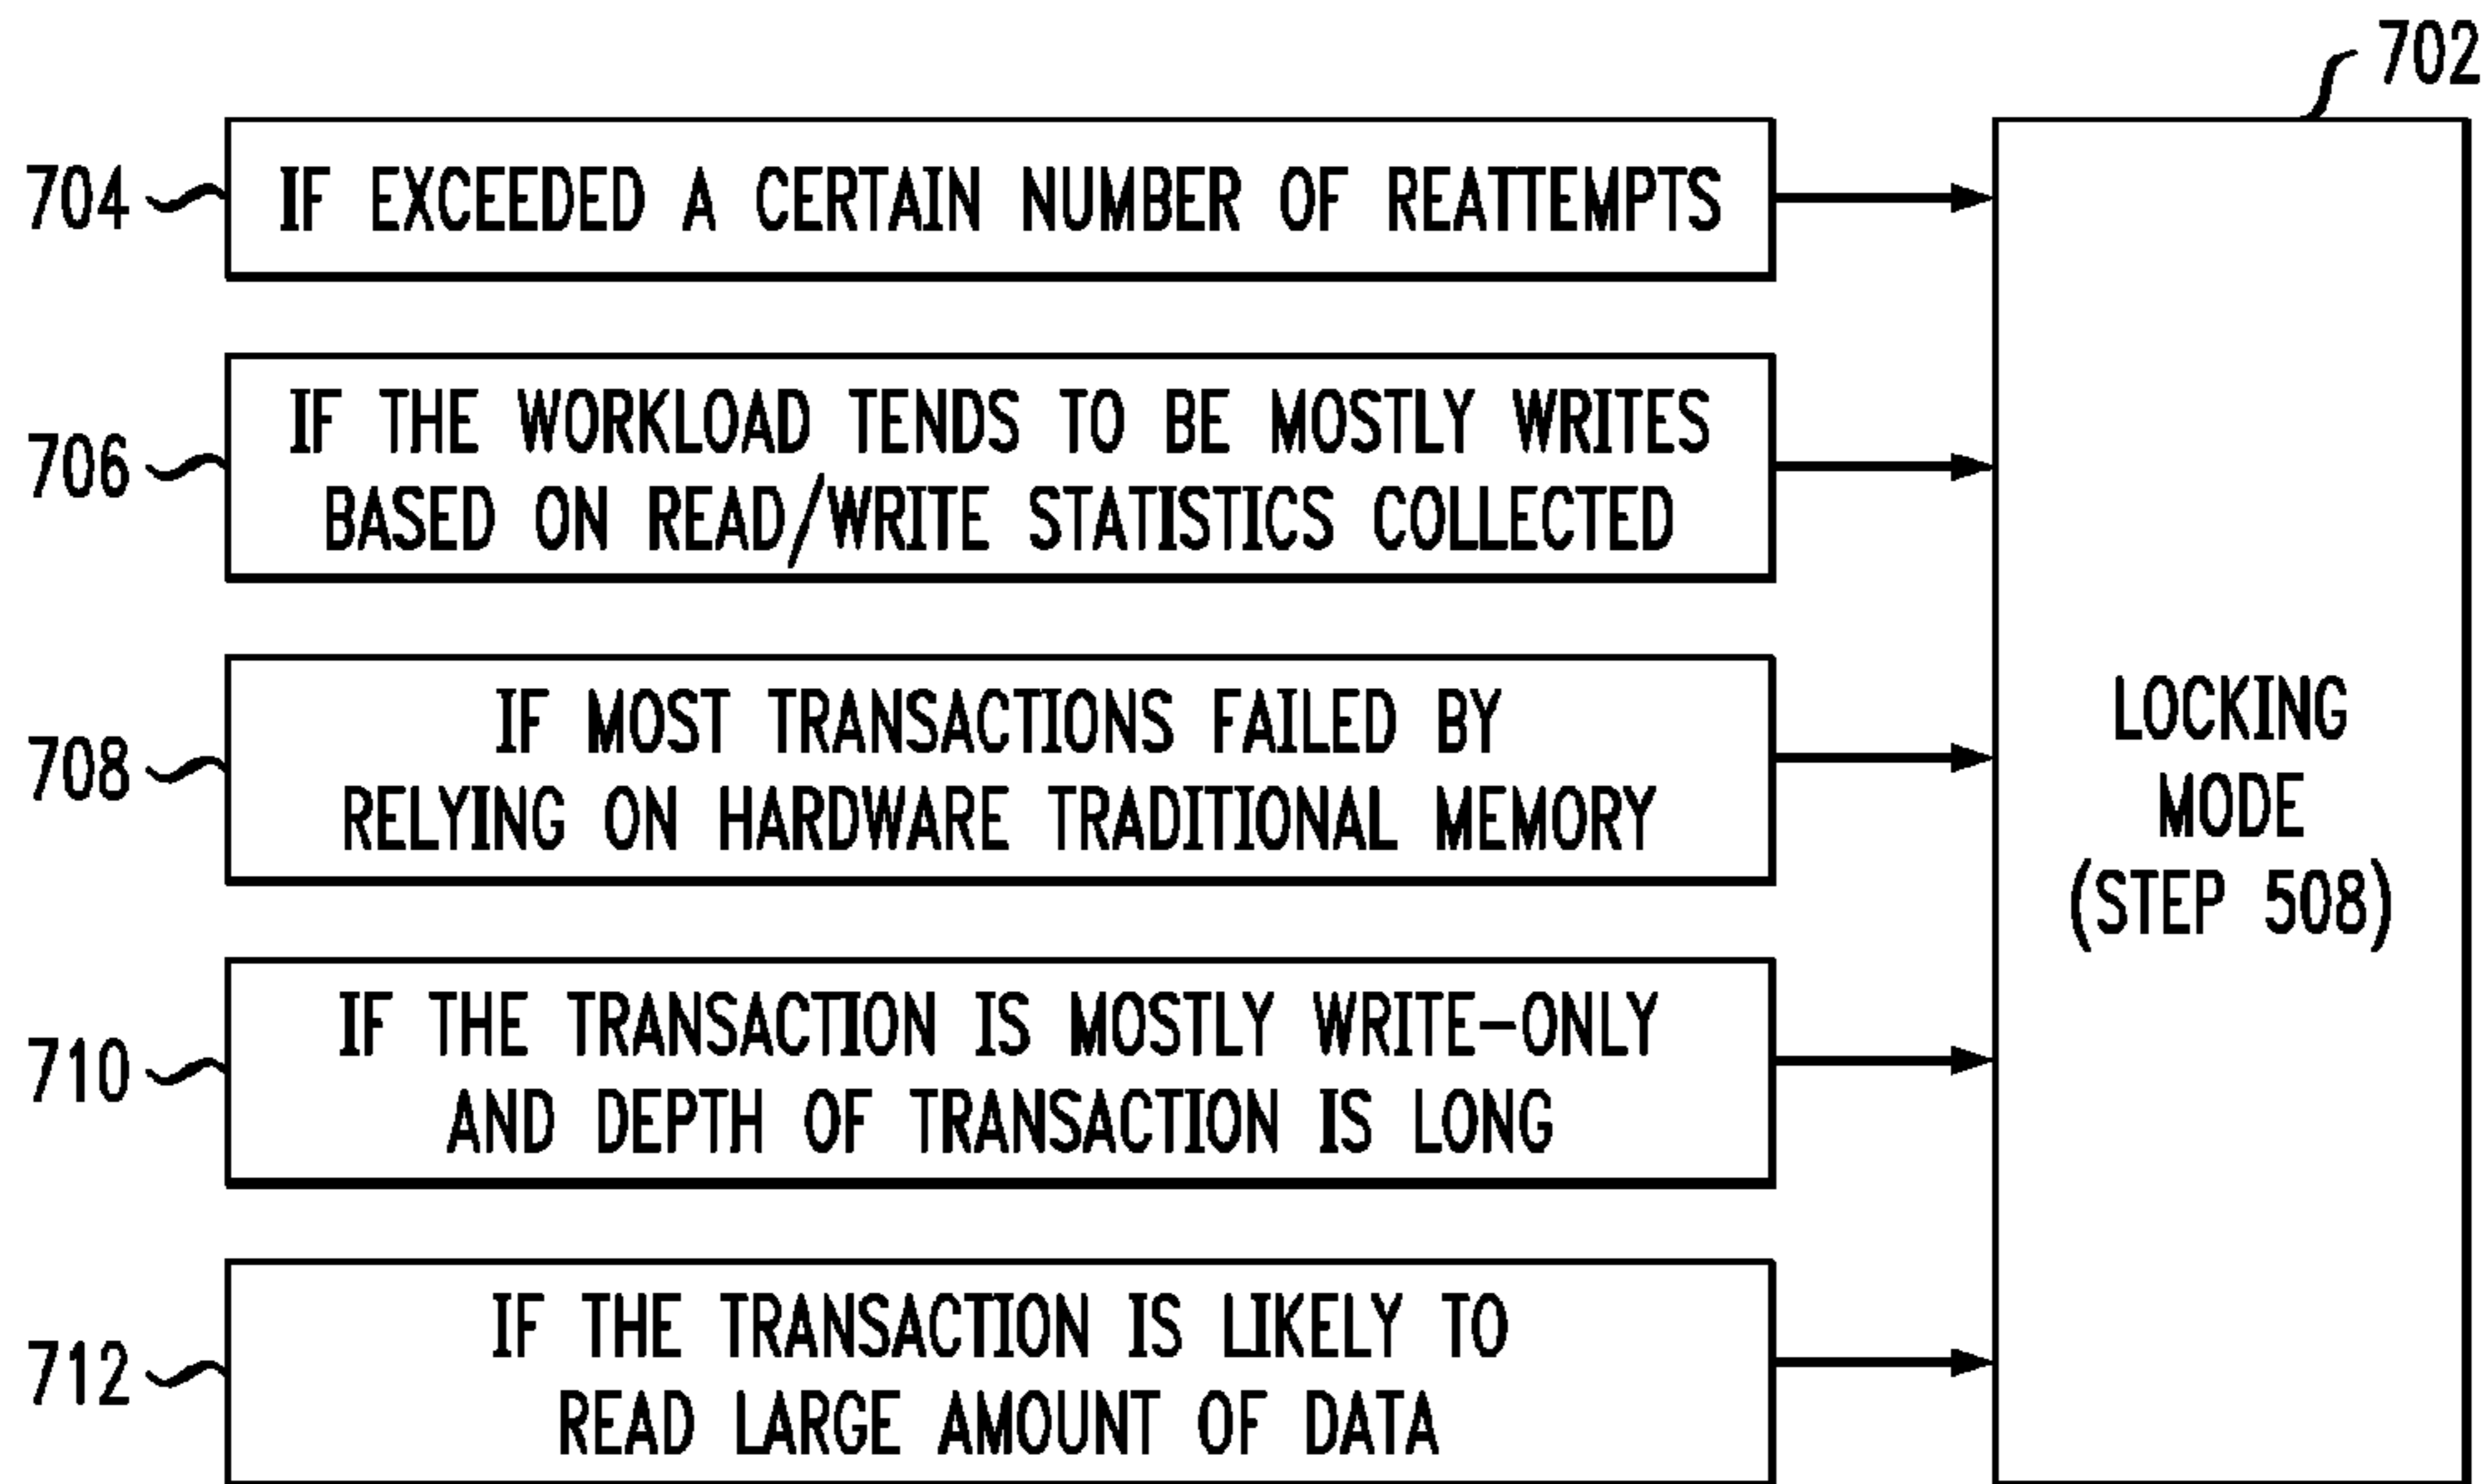 702
704
IF EXCEEDED A CERTAIN NUMBER OF REATTEMPTS
706
IF THE WORKLOAD TENDS TO BE MOSTLY WRITES
BASED ON READ/WRITE STATISTICS COLLECTED
708
IF MOST TRANSACTIONS FAILED BY
RELYING ON HARDWARE TRADITIONAL MEMORY
710
IF THE TRANSACTION IS MOSTLY WRITE-ONLY
AND DEPTH OF TRANSACTION IS LONG
712
IF THE TRANSACTION IS LIKELY TO
READ LARGE AMOUNT OF DATA
LOCKING
MODE
(STEP 508)